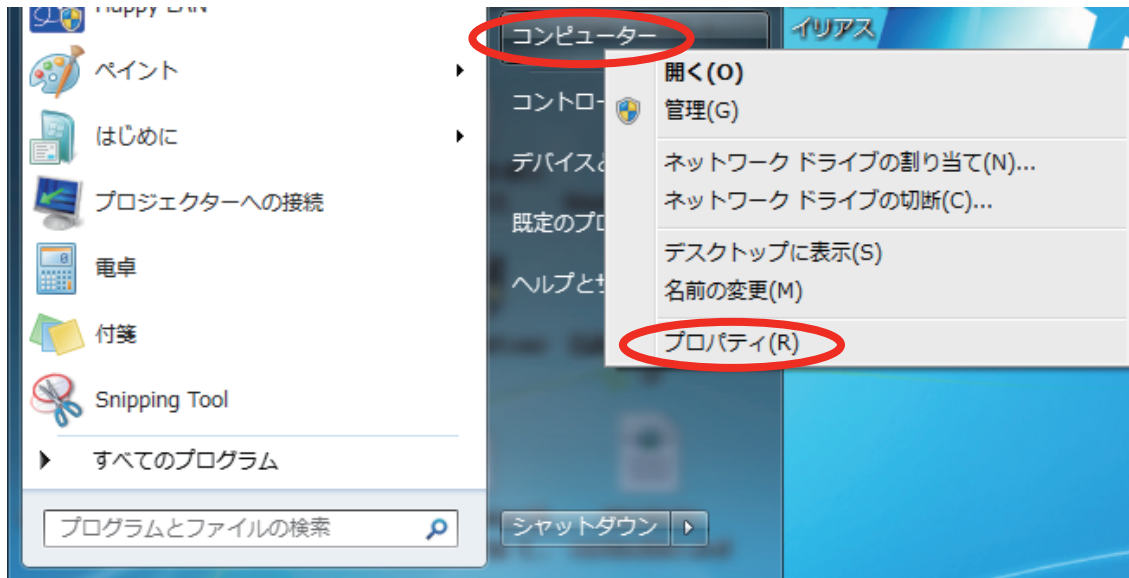 Happy LAN
ペイント
はじめに
プロジェクターへの接続
電卓
付箋
Snipping Tool
すべてのプログラム
プログラムとファイルの検索
コンピューター
コントロー
デバイスと
既定のプロ
ヘルプとサ
シャットダウン
イリアス
開く(O)
管理(G)
ネットワーク ドライブの割り当て(N)...
ネットワーク ドライブの切断(C)...
デスクトップに表示(S)
名前の変更(M)
プロパティ(R)